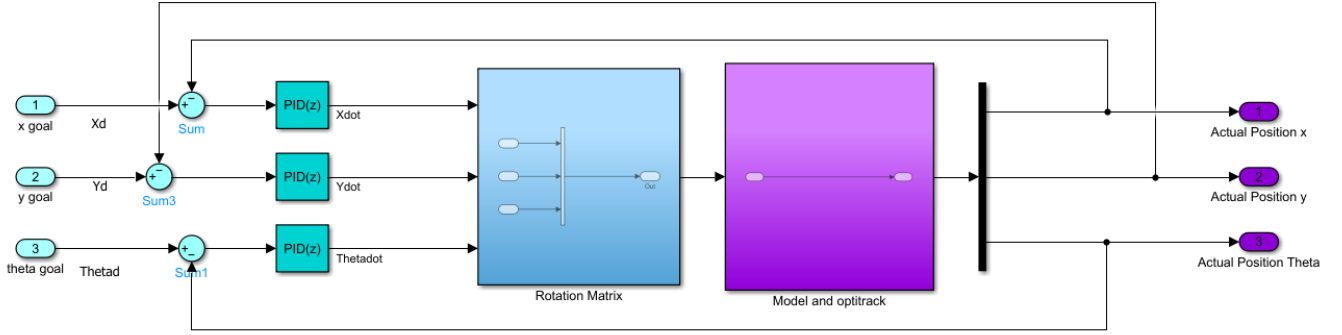 1
x goal
Xd
+
−
Sum
PID(z)
Xdot
2
y goal
Yd
+
−
Sum3
PID(z)
Ydot
3
theta goal
Thetad
+
−
Sum1
PID(z)
Thetadot
Out
Rotation Matrix
Model and optitrack
1
Actual Position x
2
Actual Position y
3
Actual Position Theta